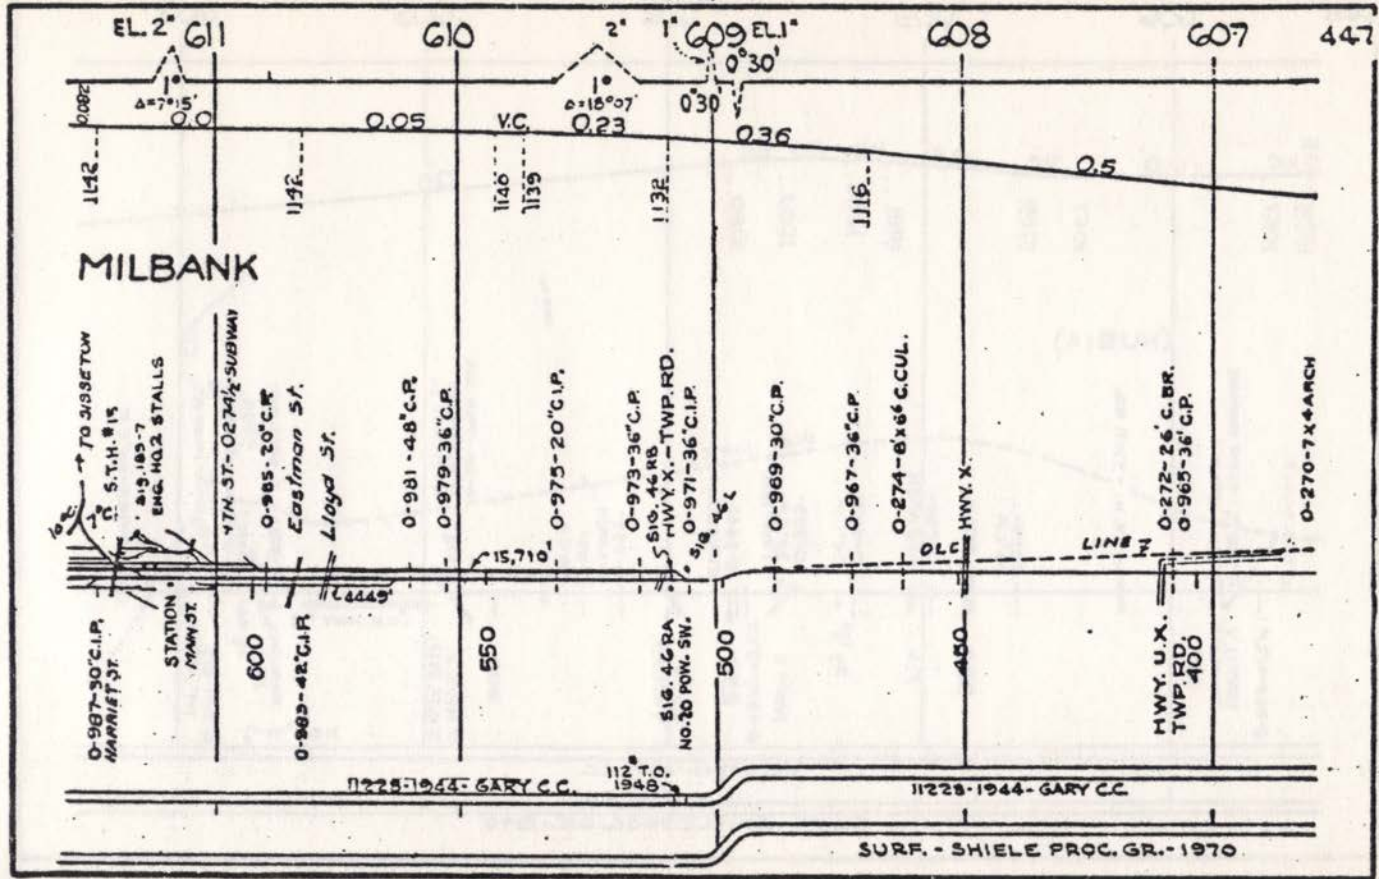 EL. 2"
611
610
2"
1"
609
EL.1"
608
607
447
0°30'
1°
1°
0°30
Δ=7°15'
Δ=18°07'
0.082
0.0
0.05
V.C.
0.23
0.36
0.5
1142
1142
1140
1139
1132
1116
MILBANK
→ TO SISSETON
S.T.H. #15
ENG. HO. 2 STALLS
4TH. ST.-0274½ SUBWAY
0-985-20"C.P.
Eastman St.
Lloyd St.
0-981-48"C.P.
0-979-36"C.P.
0-975-20"C.I.P.
0-973-36"C.P.
SIG. 46 RB
HWY. X.-TWP. RD.
0-971-36"C.I.P.
SIG. 46 L
0-969-30"C.P.
0-967-36"C.P.
0-274-8'x6'C.CUL.
HWY. X.
0-272-26' C. BR.
0-965-36" C.P.
0-270-7x4 ARCH
15,710
OLD
LINE
4449'
0-987-30"C.I.P.
HARRIET ST.
STATION
MAIN ST.
600
0-983-42"C.I.P.
550
SIG. 46 RA
NO. 20 POW. SW.
500
450
HWY. U.X.
TWP. RD.
400
112# T.O.
1948
11225-1944-GARY C.C.
11225-1944-GARY C.C.
SURF. - SHIELE PROC. GR.-1970